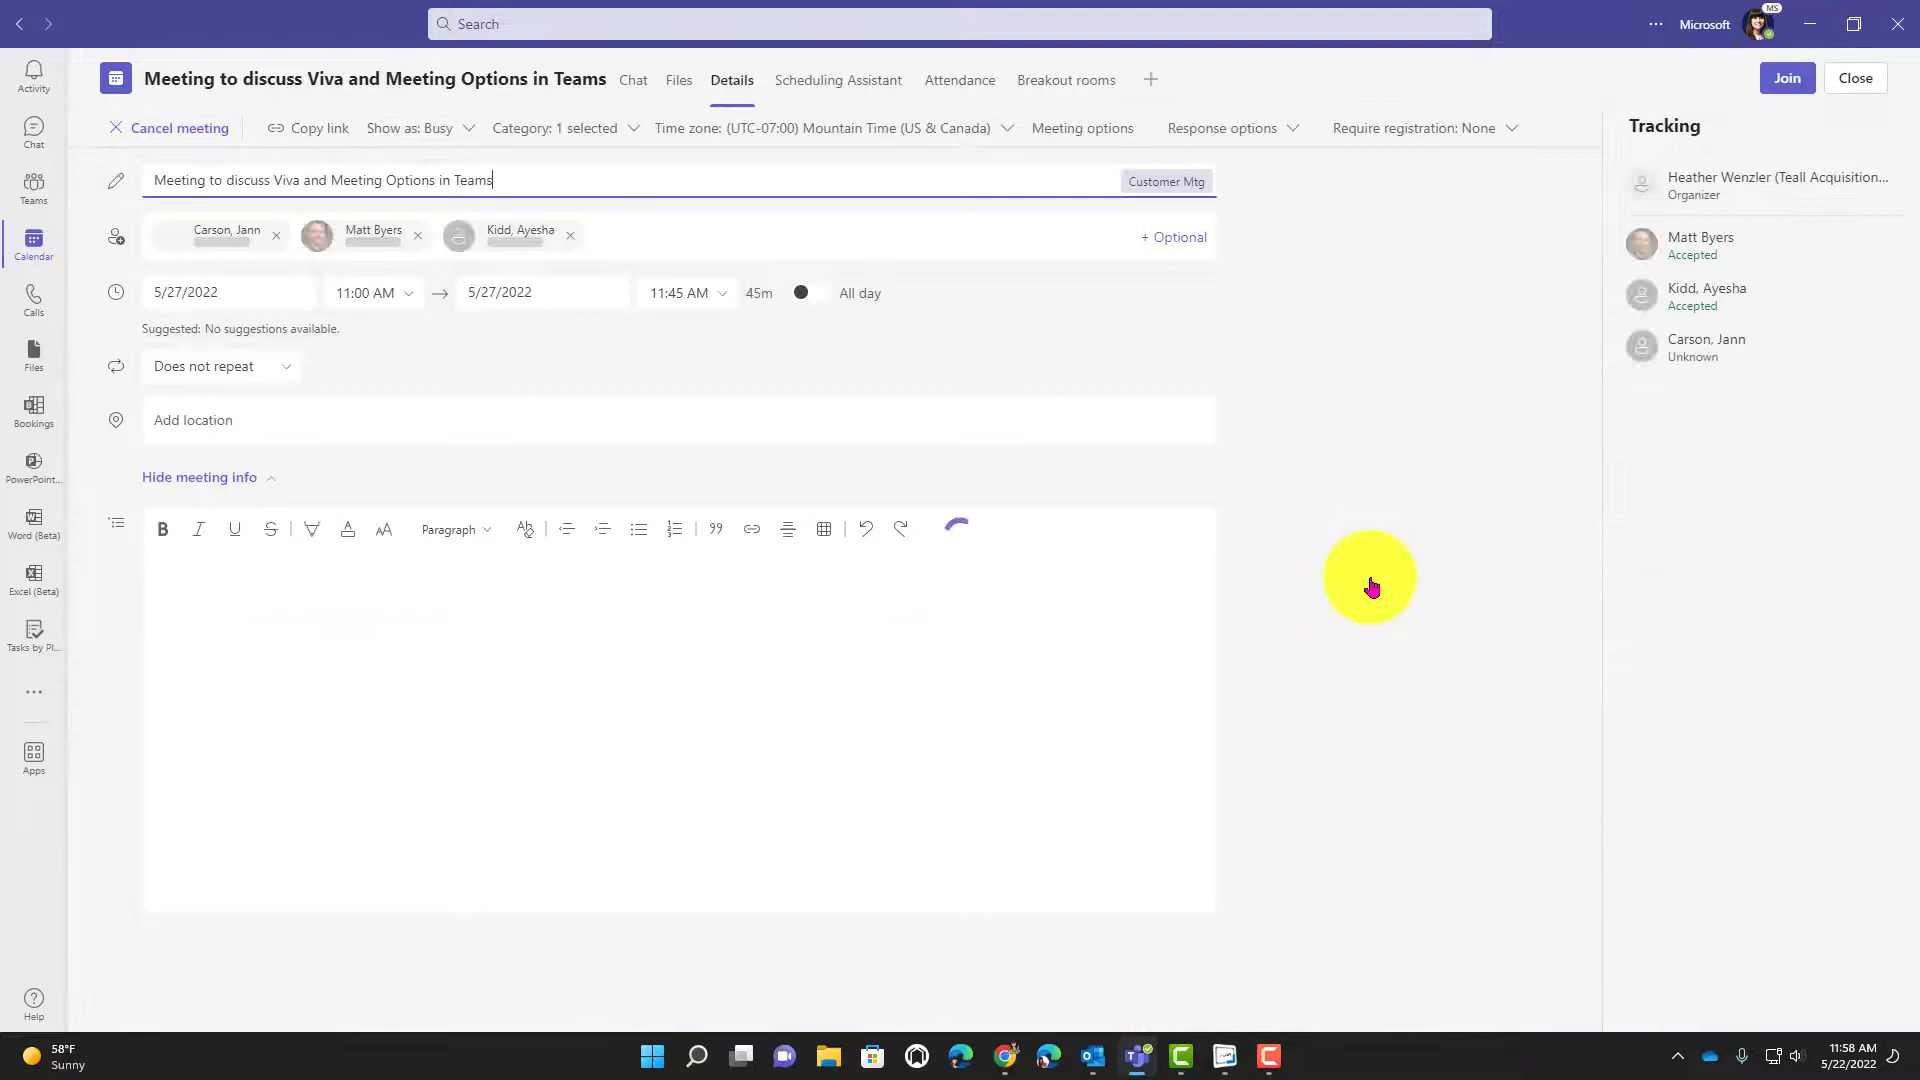 Search
Microsoft
MS
Activity
Chat
Teams
Calendar
Calls
Files
Bookings
PowerPoint...
Word (Beta)
Excel (Beta)
Tasks by Pl...
Apps
Help
Meeting to discuss Viva and Meeting Options in Teams Chat Files Details Scheduling Assistant Attendance Breakout rooms
Join Close
Cancel meeting Copy link Show as: Busy Category: 1 selected Time zone: (UTC-07:00) Mountain Time (US & Canada) Meeting options Response options Require registration: None
Meeting to discuss Viva and Meeting Options in Teams Customer Mtg
Carson, Jann Matt Byers Kidd, Ayesha
+ Optional
5/27/2022 11:00 AM 5/27/2022 11:45 AM 45m All day
Suggested: No suggestions available.
Does not repeat
Add location
Hide meeting info
B I U S AA Paragraph
Tracking
Heather Wenzler (Teall Acquisition...
Organizer
Matt Byers
Accepted
Kidd, Ayesha
Accepted
Carson, Jann
Unknown
58°F
Sunny
11:58 AM
5/22/2022